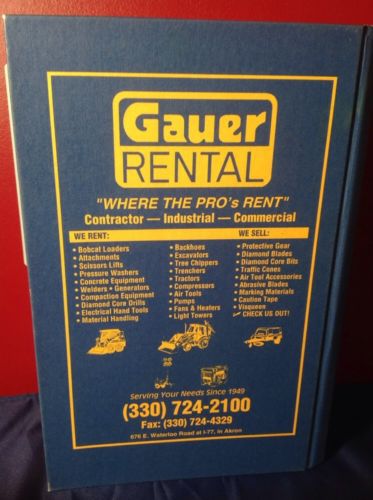 Gauer
RENTAL
"WHERE THE PRO's RENT"
Contractor — Industrial — Commercial
WE RENT:
• Bobcat Loaders
• Attachments
• Scissors Lifts
• Pressure Washers
• Concrete Equipment
• Welders • Generators
• Compaction Equipment
• Diamond Core Drills
• Electrical Hand Tools
• Material Handling
• Backhoes
• Excavators
• Tree Chippers
• Trenchers
• Tractors
• Compressors
• Air Tools
• Pumps
• Fans & Heaters
• Light Towers
WE SELL:
• Protective Gear
• Diamond Blades
• Diamond Core Bits
• Traffic Cones
• Air Tool Accessories
• Abrasive Blades
• Marking Materials
• Caution Tape
• Visqueen
✓ CHECK US OUT!
Serving Your Needs Since 1949
(330) 724-2100
Fax: (330) 724-4329
676 E. Waterloo Road at I-77, in Akron